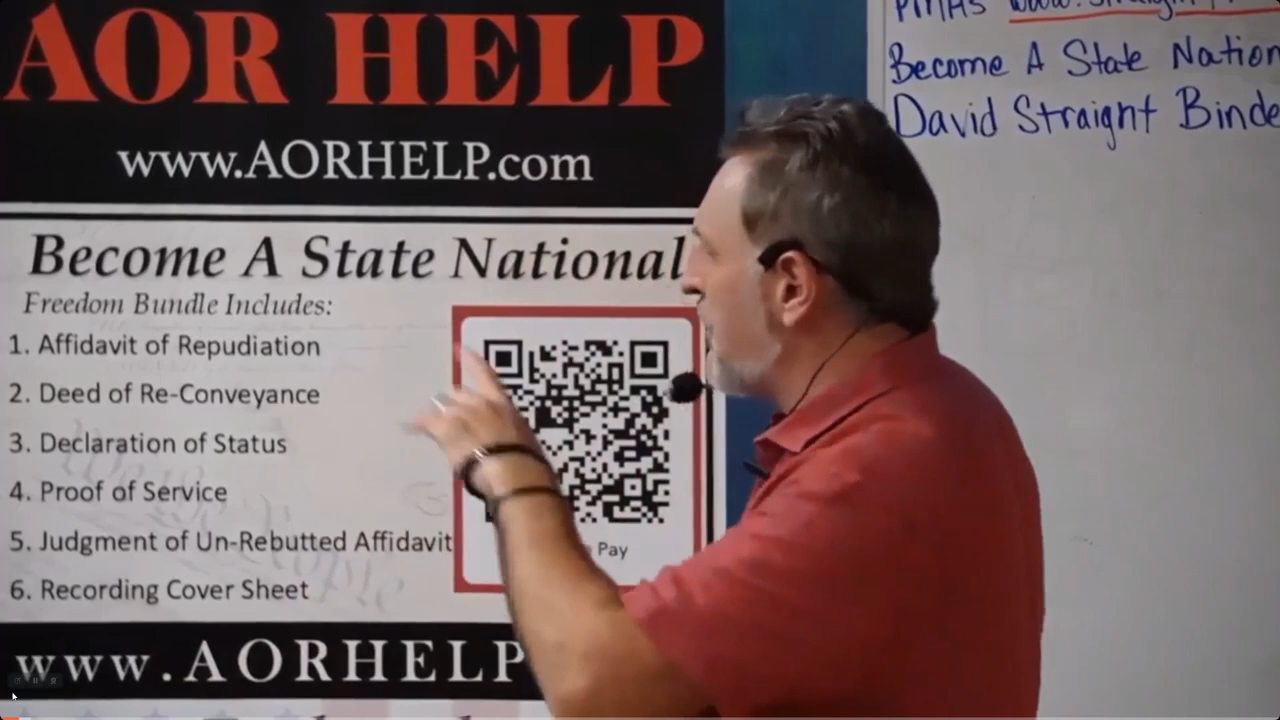 AOR HELP
www.AORHELP.com
Become A State National
Freedom Bundle Includes:
1. Affidavit of Repudiation
2. Deed of Re-Conveyance
3. Declaration of Status
4. Proof of Service
5. Judgment of Un-Rebutted Affidavit
6. Recording Cover Sheet
Pay
www.AORHELP
Become A State Nation
David Straight Binde